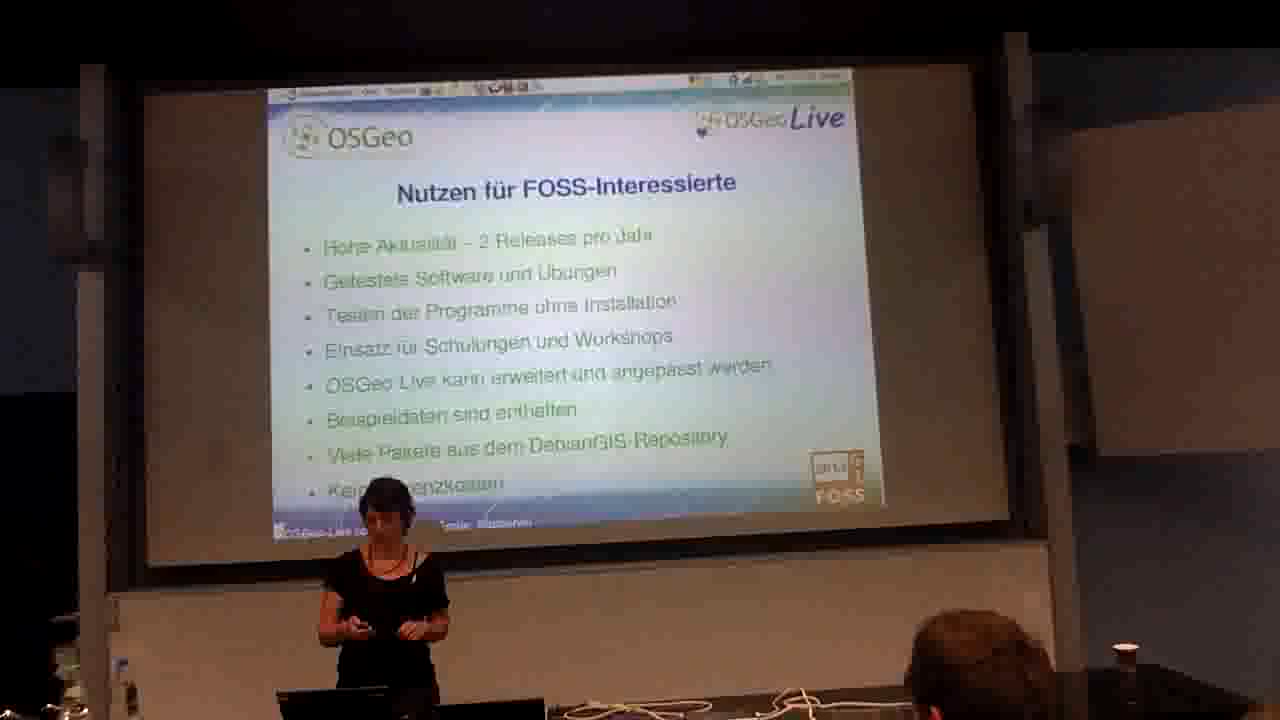 OSGeo
OSGeo Live
Nutzen für FOSS-Interessierte
• Hohe Aktualität – 2 Releases pro Jahr
• Getestete Software und Übungen
• Testen der Programme ohne Installation
• Einsatz für Schulungen und Workshops
• OSGeo Live kann erweitert und angepasst werden
• Beispieldaten sind enthalten
• Viele Pakete aus dem DebianGIS-Repository
FOSS